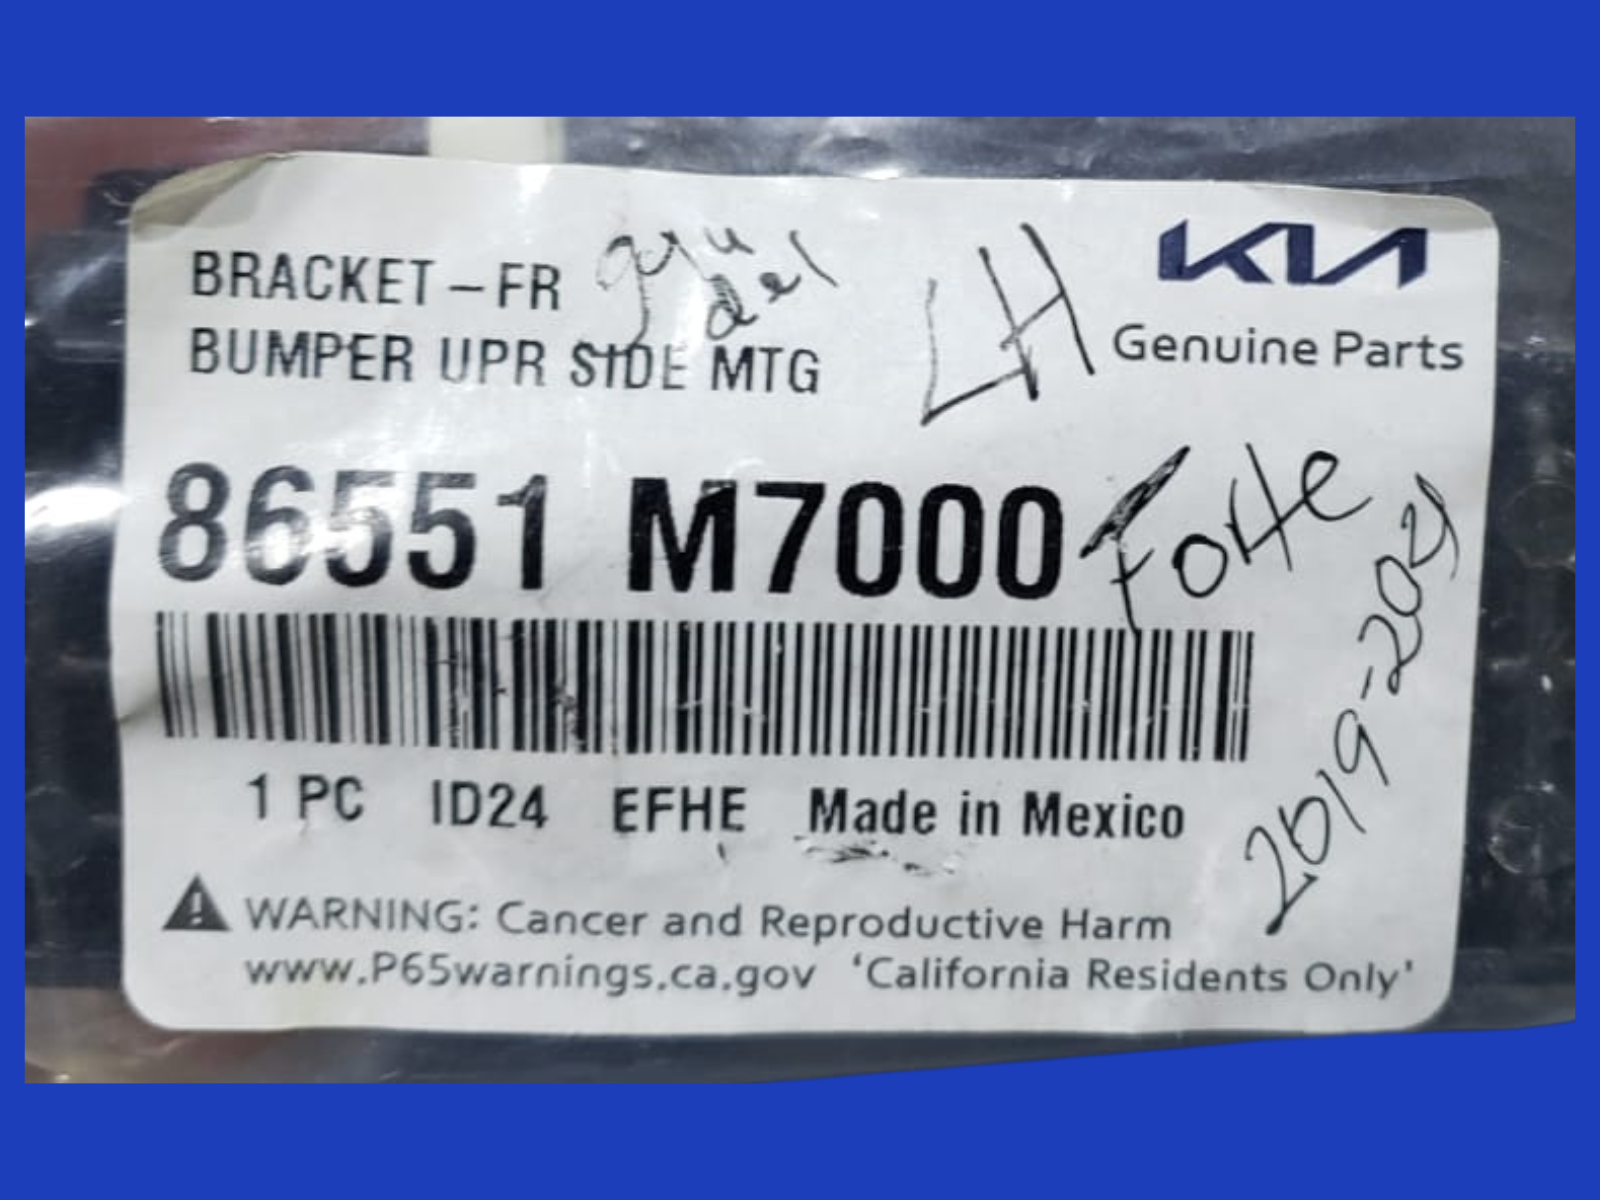 BRACKET-FR
BUMPER UPR SIDE MTG
del
LH
KIA
Genuine Parts
86551 M7000
Forte
2019-2021
1 PC ID24 EFHE Made in Mexico
WARNING: Cancer and Reproductive Harm
www.P65warnings.ca.gov 'California Residents Only'